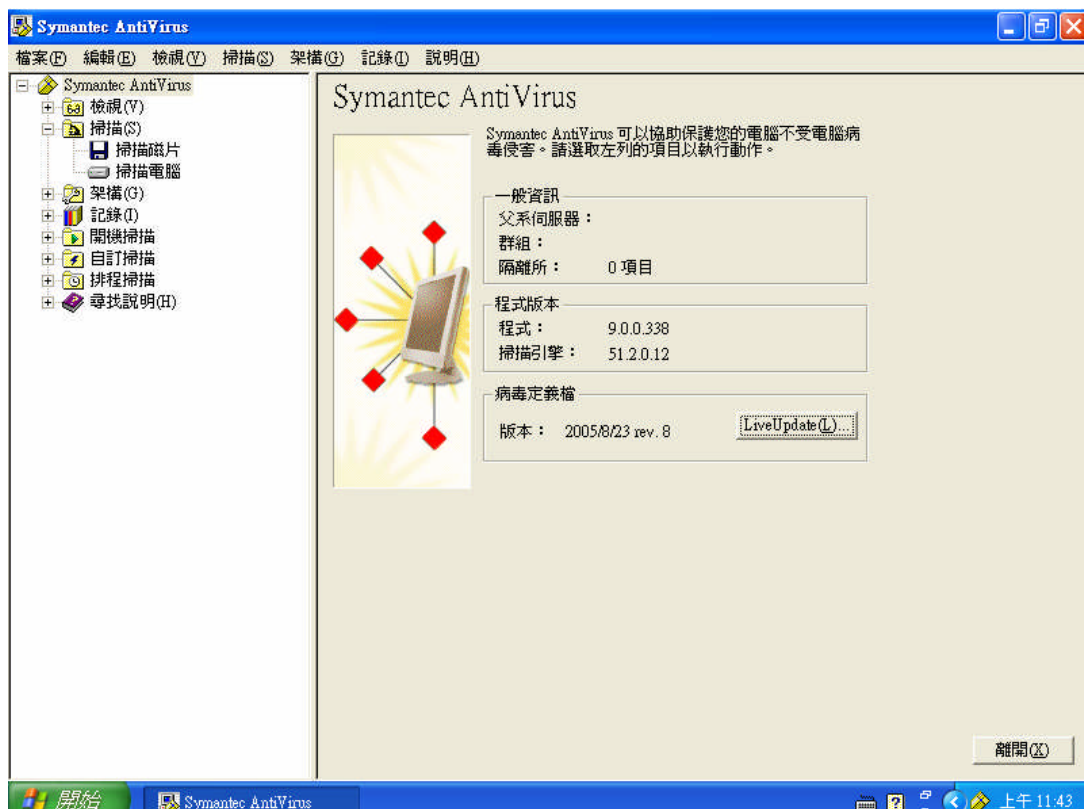 Symantec AntiVirus
檔案(F) 編輯(E) 檢視(V) 掃描(S) 架構(G) 記錄(I) 說明(H)
Symantec AntiVirus
檢視(V)
掃描(S)
掃描磁片
掃描電腦
架構(G)
記錄(I)
開機掃描
自訂掃描
排程掃描
尋找說明(H)
Symantec AntiVirus
Symantec AntiVirus 可以協助保護您的電腦不受電腦病
毒侵害。請選取左列的項目以執行動作。
一般資訊
父系伺服器：
群組：
隔離所： 0 項目
程式版本
程式： 9.0.0.338
掃描引擎： 51.2.0.12
病毒定義檔
版本： 2005/8/23 rev. 8 LiveUpdate(L)...
離開(X)
開始 Symantec AntiVirus 上午 11:43